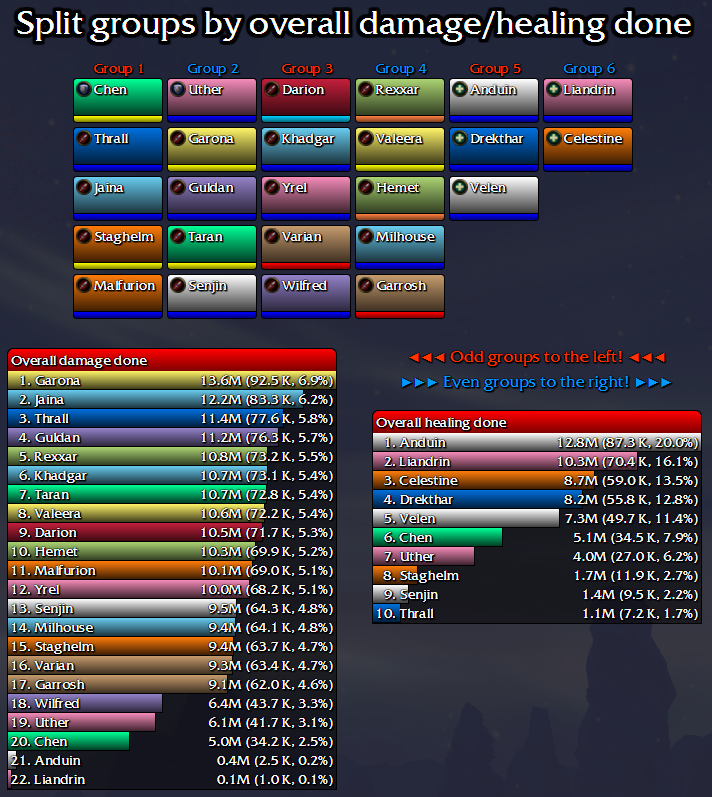 Split groups by overall damage/healing done
Group 1 Group 2 Group 3 Group 4 Group 5 Group 6
Chen Uther Darion Rexxar Anduin Liandrin
Thrall Garona Khadgar Valeera Drekthar Celestine
Jaina Guldan Yrel Hemet Velen
Staghelm Taran Varian Milhouse
Malfurion Senjin Wilfred Garrosh
Overall damage done
1. Garona 13.6M (92.5 K, 6.9%)
2. Jaina 12.2M (83.3 K, 6.2%)
3. Thrall 11.4M (77.6 K, 5.8%)
4. Guldan 11.2M (76.3 K, 5.7%)
5. Rexxar 10.8M (73.2 K, 5.5%)
6. Khadgar 10.7M (73.1 K, 5.4%)
7. Taran 10.7M (72.8 K, 5.4%)
8. Valeera 10.6M (72.2 K, 5.4%)
9. Darion 10.5M (71.7 K, 5.3%)
10. Hemet 10.3M (69.9 K, 5.2%)
11. Malfurion 10.1M (69.0 K, 5.1%)
12. Yrel 10.0M (68.2 K, 5.1%)
13. Senjin 9.5M (64.3 K, 4.8%)
14. Milhouse 9.4M (64.1 K, 4.8%)
15. Staghelm 9.4M (63.7 K, 4.7%)
16. Varian 9.3M (63.4 K, 4.7%)
17. Garrosh 9.1M (62.0 K, 4.6%)
18. Wilfred 6.4M (43.7 K, 3.3%)
19. Uther 6.1M (41.7 K, 3.1%)
20. Chen 5.0M (34.2 K, 2.5%)
21. Anduin 0.4M (2.5 K, 0.2%)
22. Liandrin 0.1M (1.0 K, 0.1%)
◄◄◄ Odd groups to the left! ◄◄◄
►►► Even groups to the right! ►►►
Overall healing done
1. Anduin 12.8M (87.3 K, 20.0%)
2. Liandrin 10.3M (70.4 K, 16.1%)
3. Celestine 8.7M (59.0 K, 13.5%)
4. Drekthar 8.2M (55.8 K, 12.8%)
5. Velen 7.3M (49.7 K, 11.4%)
6. Chen 5.1M (34.5 K, 7.9%)
7. Uther 4.0M (27.0 K, 6.2%)
8. Staghelm 1.7M (11.9 K, 2.7%)
9. Senjin 1.4M (9.5 K, 2.2%)
10. Thrall 1.1M (7.2 K, 1.7%)